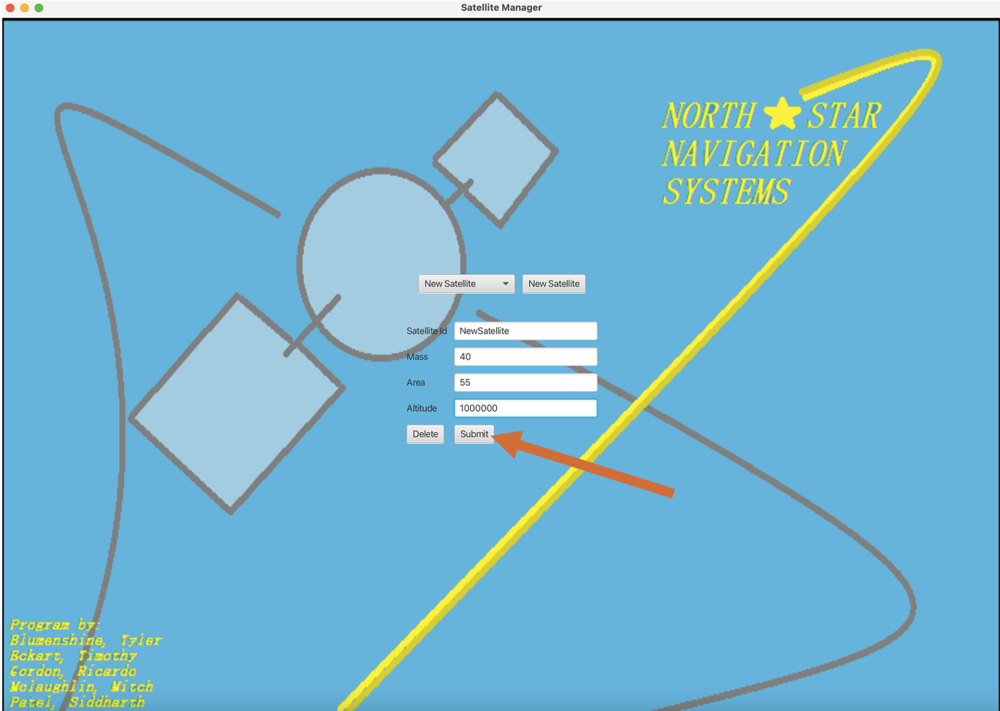 Satellite Manager
NORTH STAR
NAVIGATION
SYSTEMS
New Satellite New Satellite
Satellite Id NewSatellite
Mass 40
Area 55
Altitude 1000000
Delete Submit
Program by:
Blumenshine, Tyler
Eckart, Timothy
Gordon, Ricardo
Mclaughlin, Mitch
Patel, Siddharth